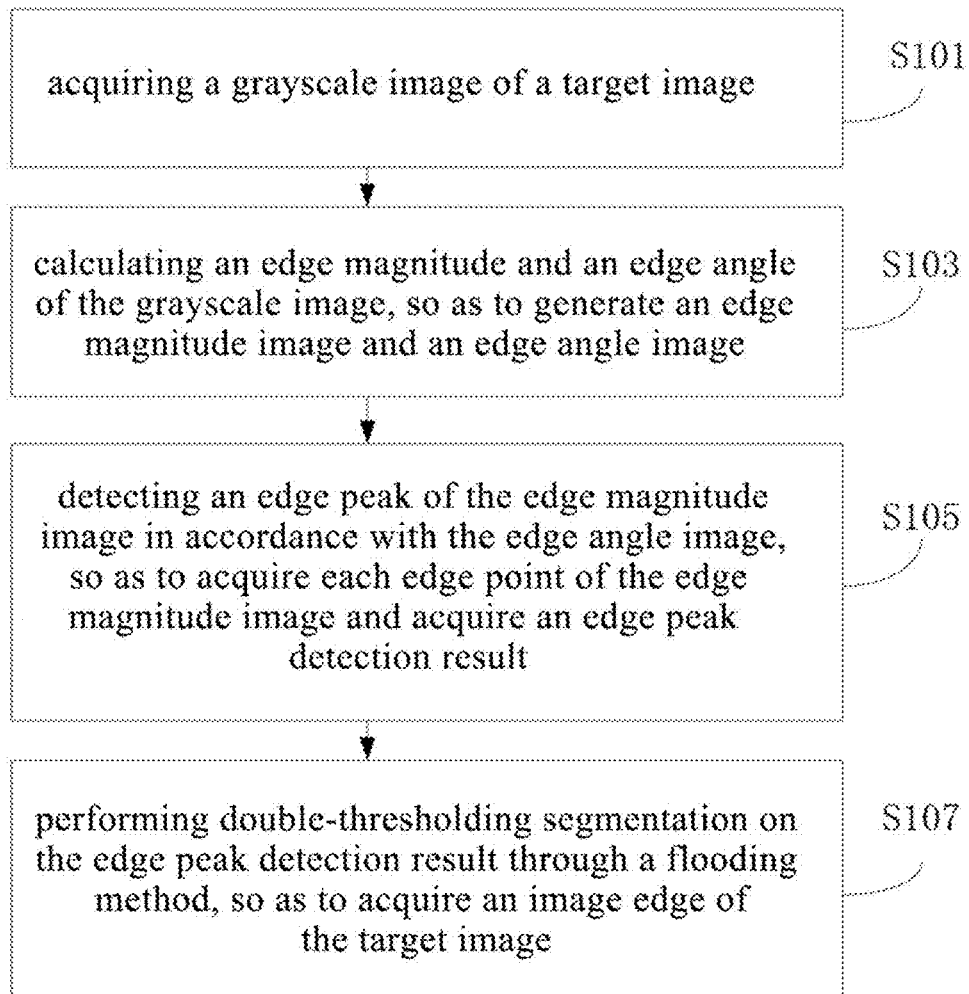 acquiring a grayscale image of a target image
S101
calculating an edge magnitude and an edge angle
of the grayscale image, so as to generate an edge
magnitude image and an edge angle image
S103
detecting an edge peak of the edge magnitude
image in accordance with the edge angle image,
so as to acquire each edge point of the edge
magnitude image and acquire an edge peak
detection result
S105
performing double-thresholding segmentation on
the edge peak detection result through a flooding
method, so as to acquire an image edge of
the target image
S107